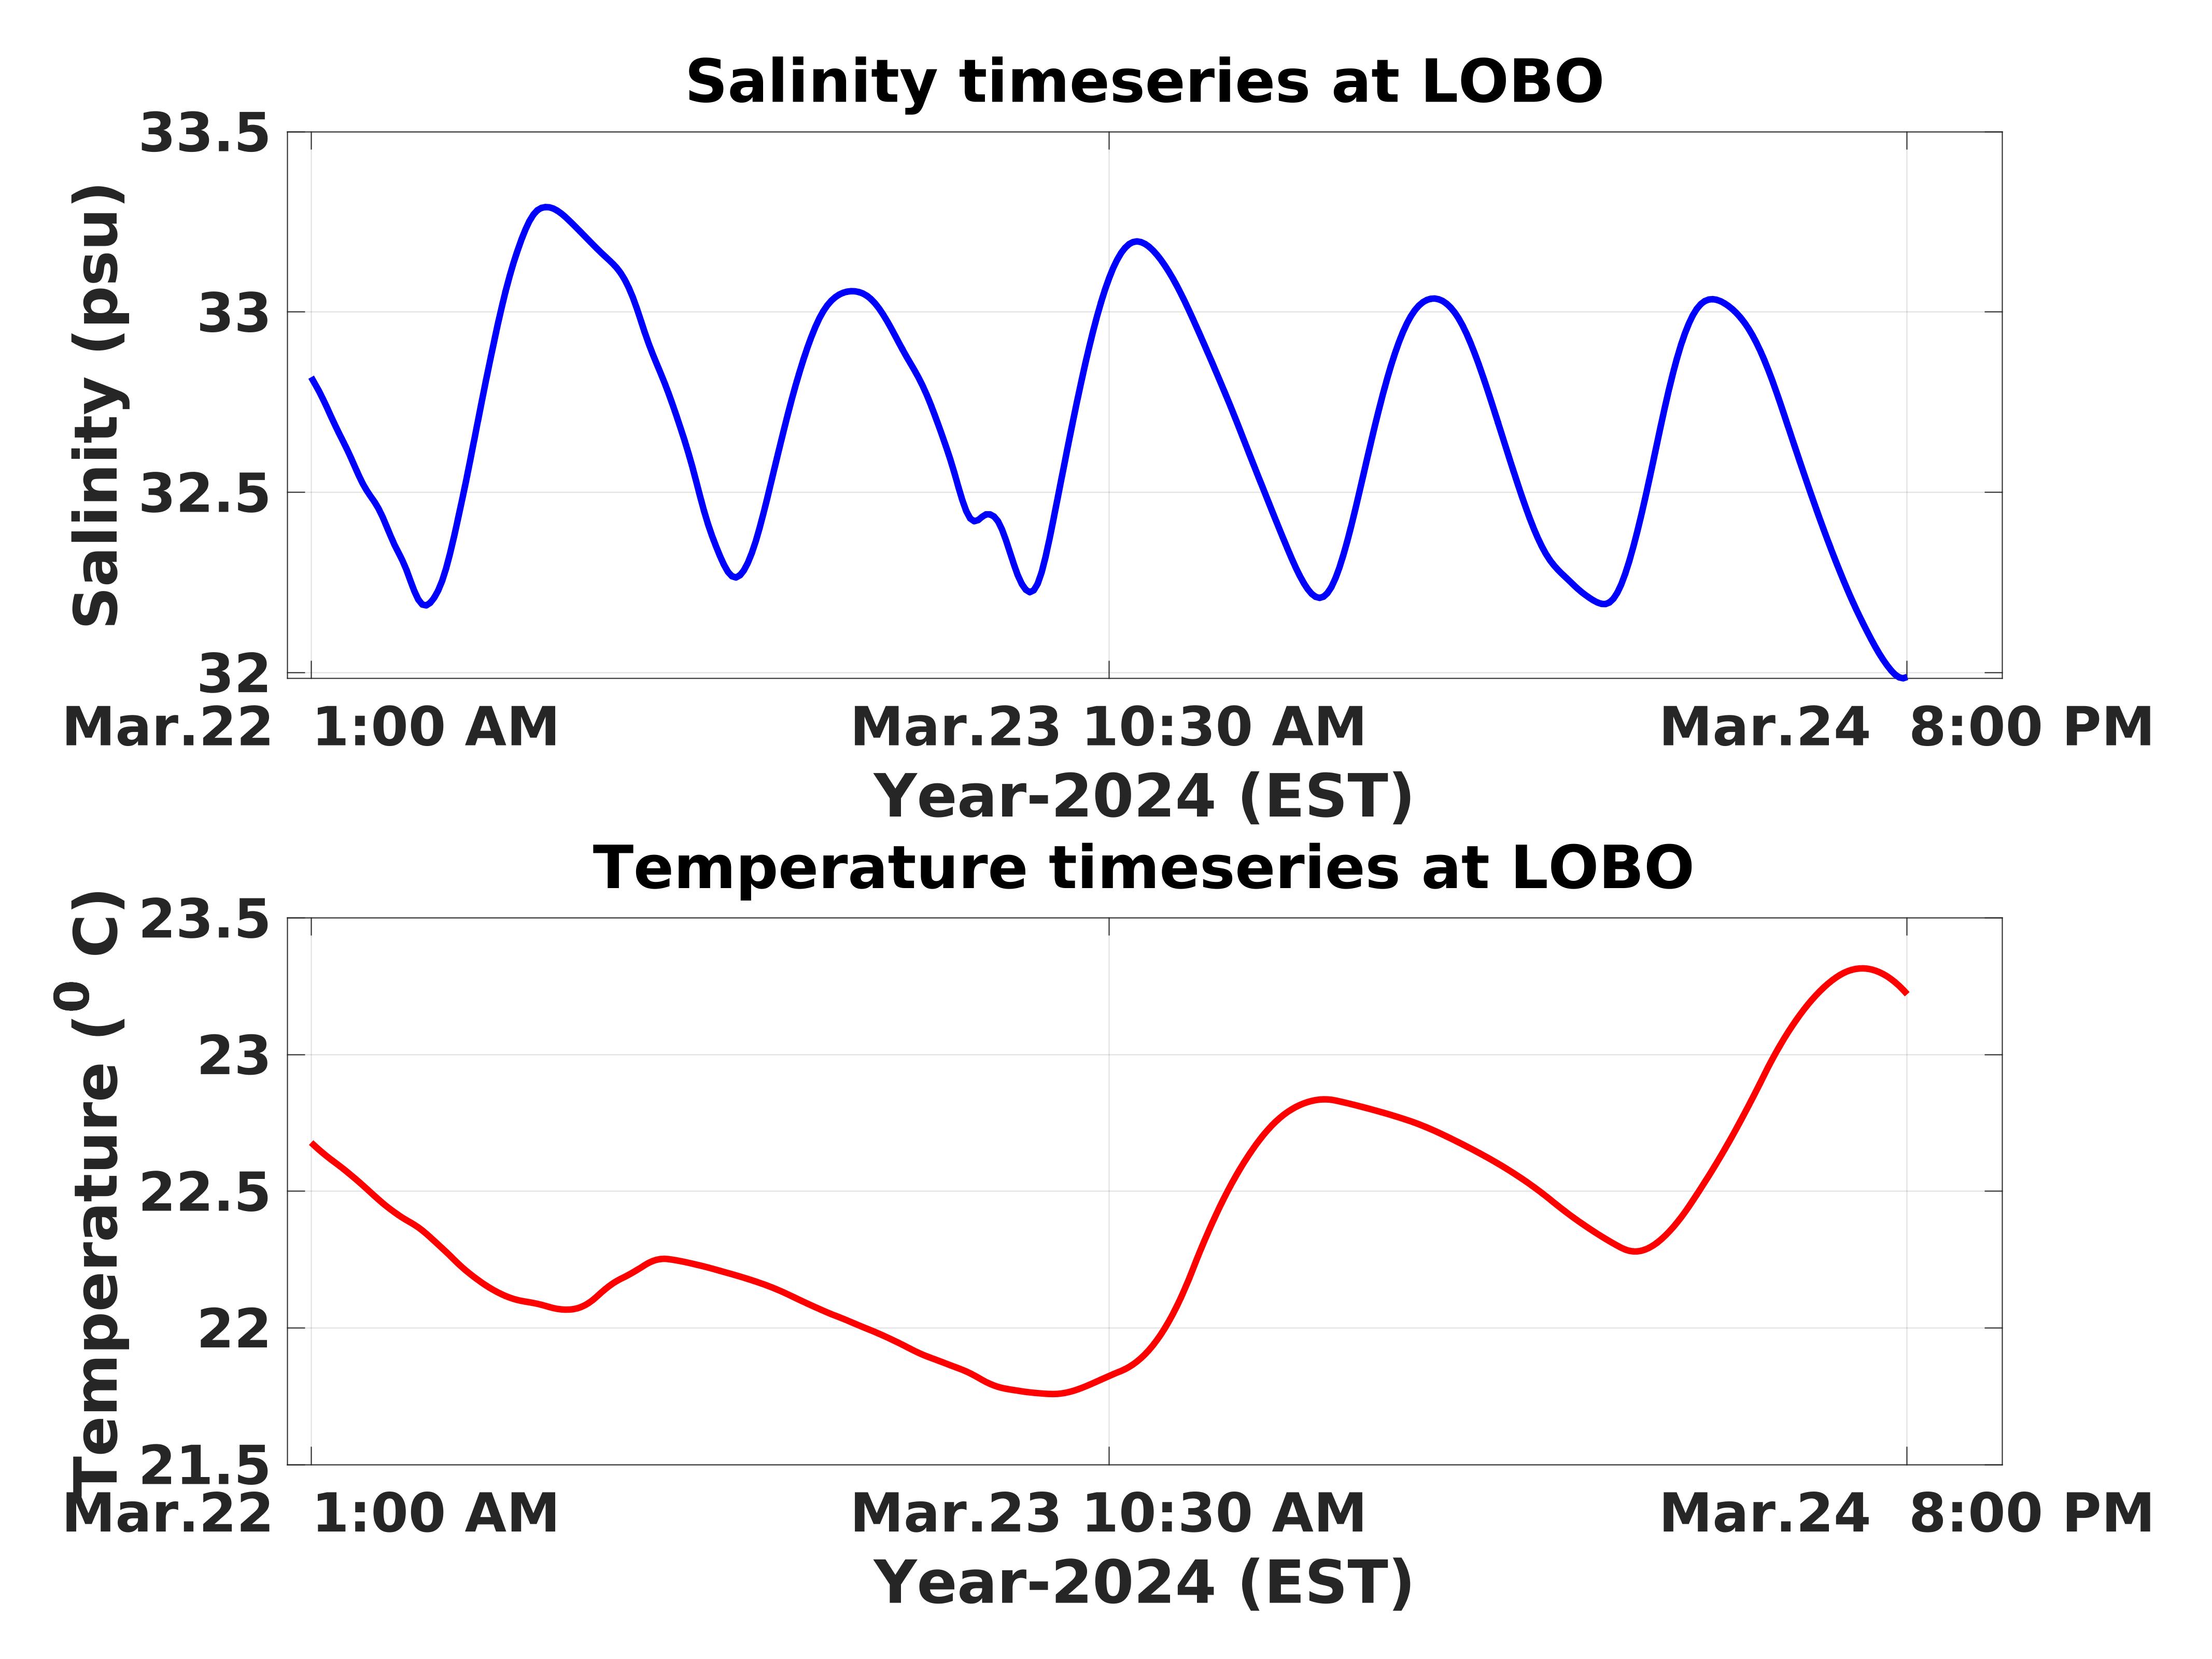 Salinity timeseries at LOBO
Salinity (psu)
33.5
33
32.5
32
Mar.22 1:00 AM
Mar.23 10:30 AM
Mar.24 8:00 PM
Year-2024 (EST)
Temperature timeseries at LOBO
Temperature (⁰ C)
23.5
23
22.5
22
21.5
Mar.22 1:00 AM
Mar.23 10:30 AM
Mar.24 8:00 PM
Year-2024 (EST)